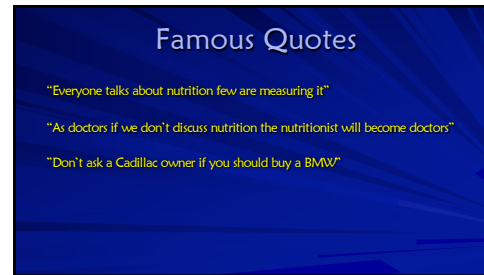 Famous Quotes
“Everyone talks about nutrition few are measuring it”
“As doctors if we don’t discuss nutrition the nutritionist will become doctors”
“Don’t ask a Cadillac owner if you should buy a BMW”